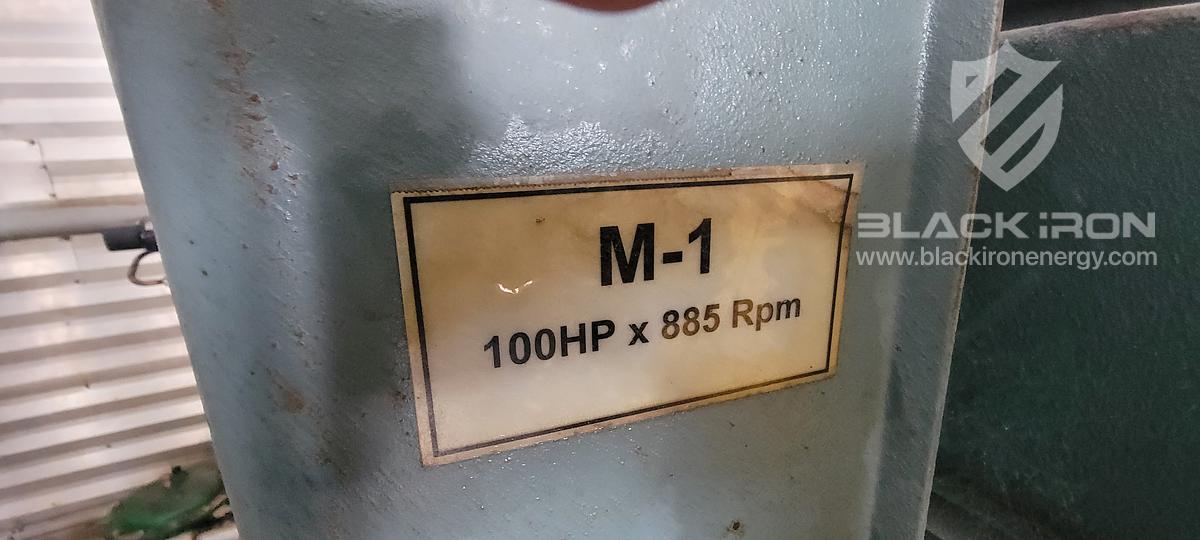 M-1
100HP x 885 Rpm
BLACK iRON
www.blackironenergy.com